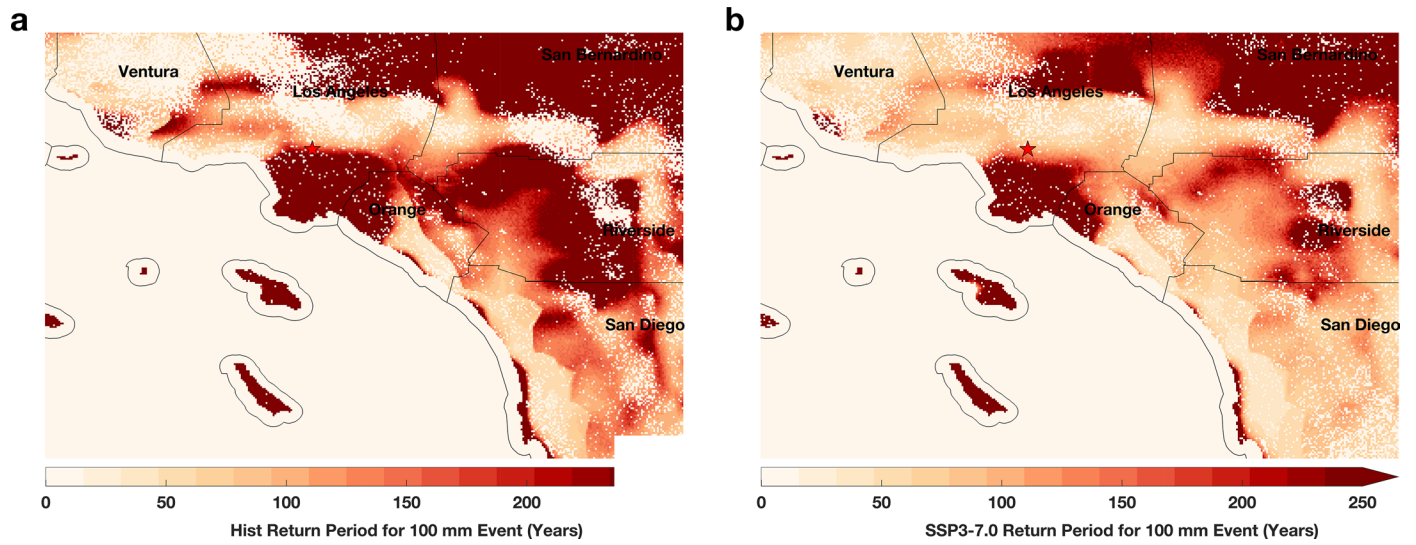 a
b
San Bernardino
San Bernardino
Ventura
Ventura
Los Angeles
Los Angeles
Orange
Orange
Riverside
Riverside
San Diego
San Diego
0 50 100 150 200
0 50 100 150 200 250
Hist Return Period for 100 mm Event (Years)
SSP3-7.0 Return Period for 100 mm Event (Years)